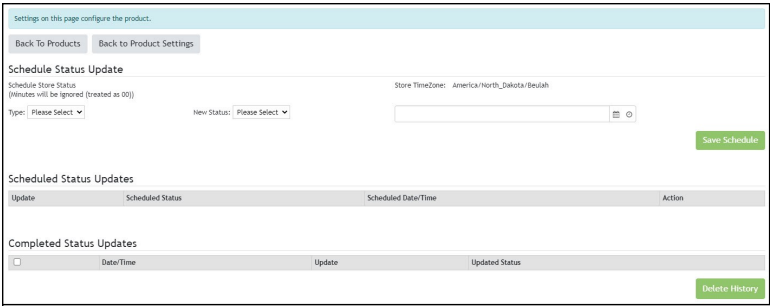 Settings on this page configure the product.
Back To Products Back to Product Settings
Schedule Status Update
Schedule Store Status Store TimeZone: America/North_Dakota/Beulah
(Minutes will be ignored (treated as 00))
Type: Please Select New Status: Please Select
Save Schedule
Scheduled Status Updates
Update Scheduled Status Scheduled Date/Time Action
Completed Status Updates
Date/Time Update Updated Status
Delete History